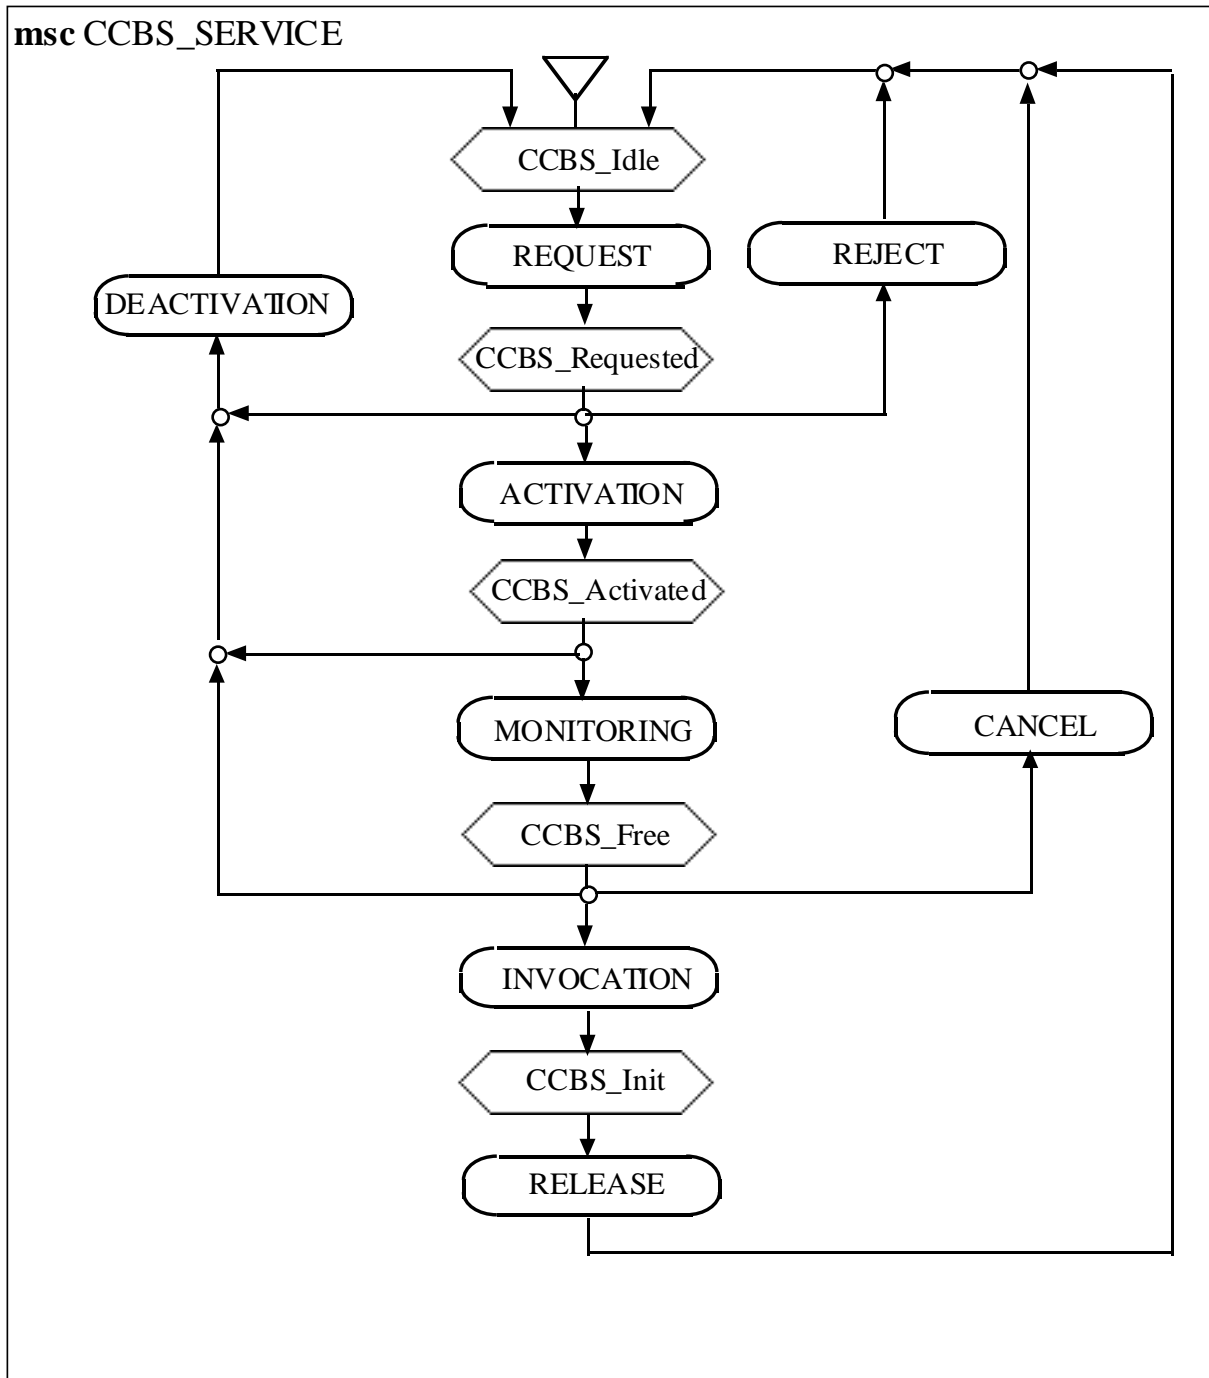 msc CCBS_SERVICE
CCBS_Idle
REQUEST
REJECT
DEACTIVATION
CCBS_Requested
ACTIVATION
CCBS_Activated
MONITORING
CANCEL
CCBS_Free
INVOCATION
CCBS_Init
RELEASE